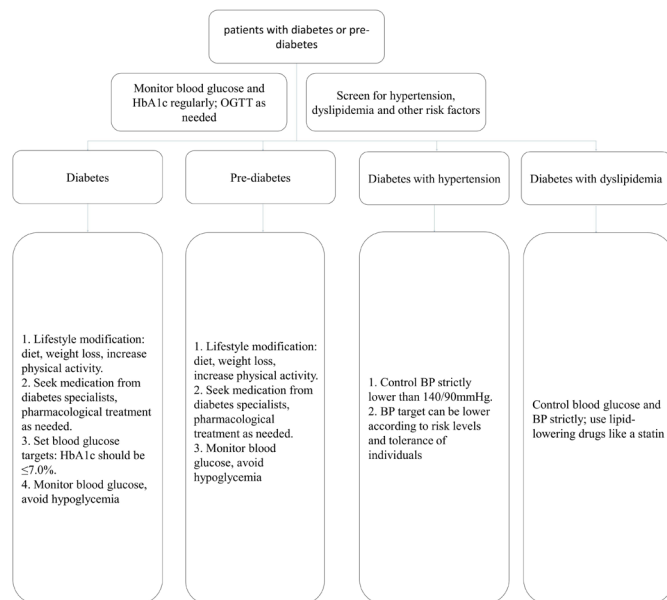 patients with diabetes or pre-
diabetes
Monitor blood glucose and
HbA1c regularly; OGTT as
needed
Screen for hypertension,
dyslipidemia and other risk
factors
Diabetes
Pre-diabetes
Diabetes with hypertension
Diabetes with dyslipidemia
1. Lifestyle modification:
diet, weight loss, increase
physical activity.
2. Seek medication from
diabetes specialists,
pharmacological treatment
as needed.
3. Set blood glucose
targets: HbA1c should be
≤7.0%.
4. Monitor blood glucose,
avoid hypoglycemia
1. Lifestyle modification:
diet, weight loss,
increase physical activity.
2. Seek medication from
diabetes specialists,
pharmacological
treatment as needed.
3. Monitor blood
glucose, avoid
hypoglycemia
1. Control BP strictly
lower than 140/90mmHg.
2. BP target can be lower
according to risk levels
and tolerance of
individuals
Control blood glucose and
BP strictly; use lipid-
lowering drugs like a statin